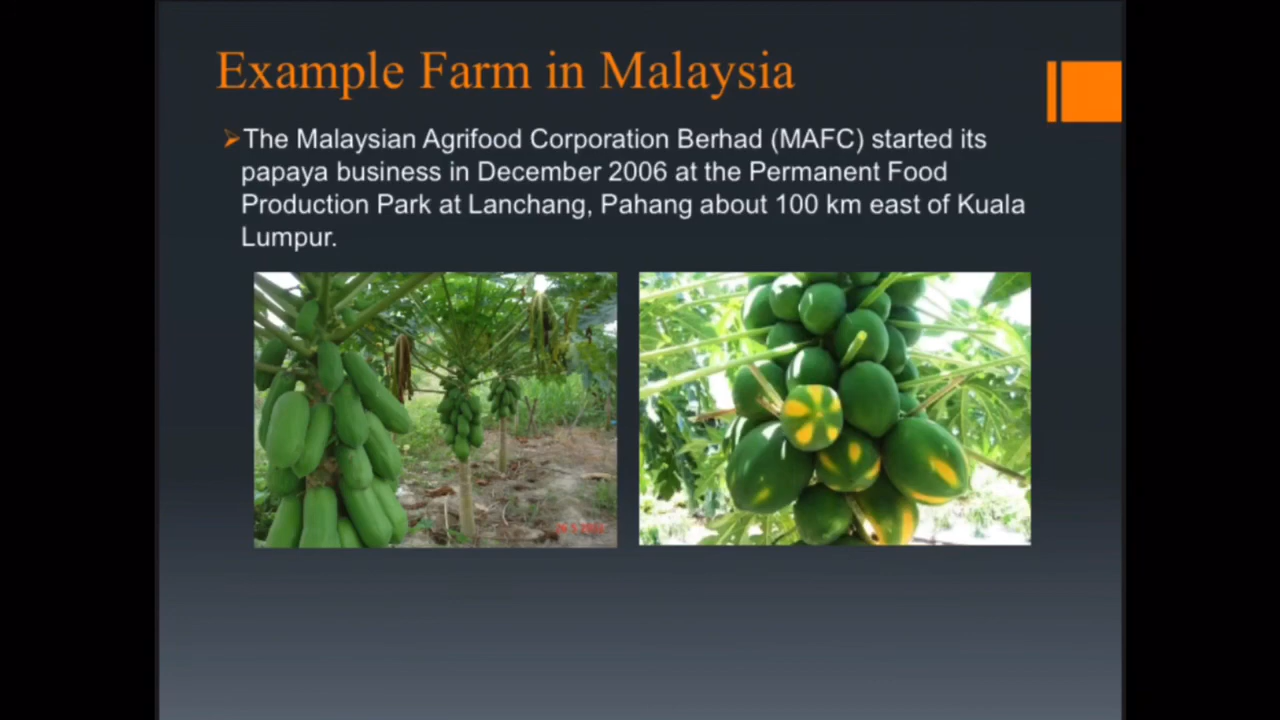 Example Farm in Malaysia
The Malaysian Agrifood Corporation Berhad (MAFC) started its
papaya business in December 2006 at the Permanent Food
Production Park at Lanchang, Pahang about 100 km east of Kuala
Lumpur.